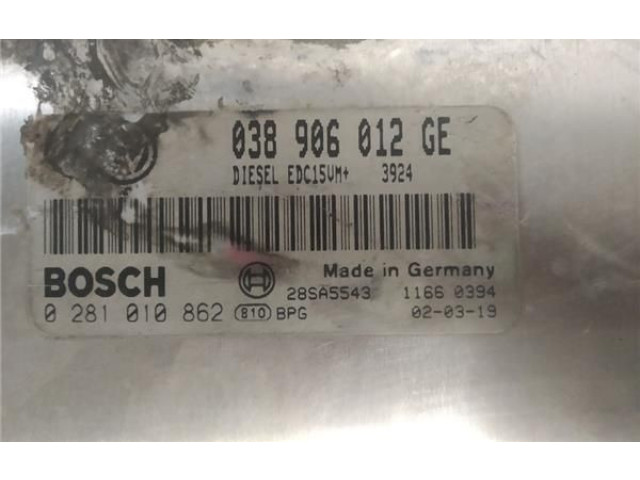 038 906 012 GE
DIESEL EDC15VM+ 3924
BOSCH
Made in Germany
28SA5543 1166 0394
0 281 010 862 810 BPG 02-03-19